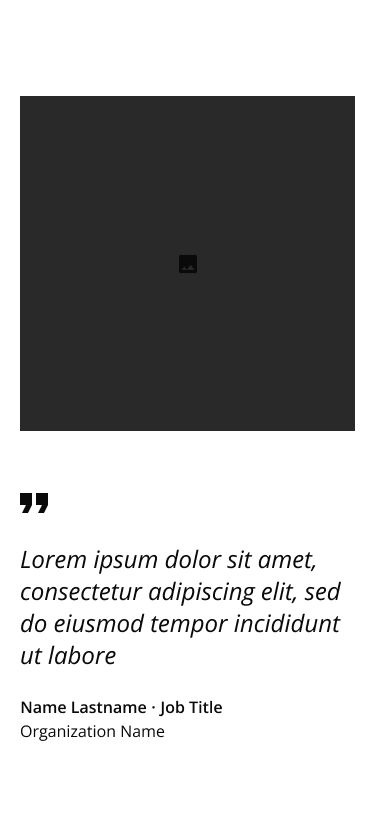 Lorem ipsum dolor sit amet,
consectetur adipiscing elit, sed
do eiusmod tempor incididunt
ut labore
Name Lastname · Job Title
Organization Name